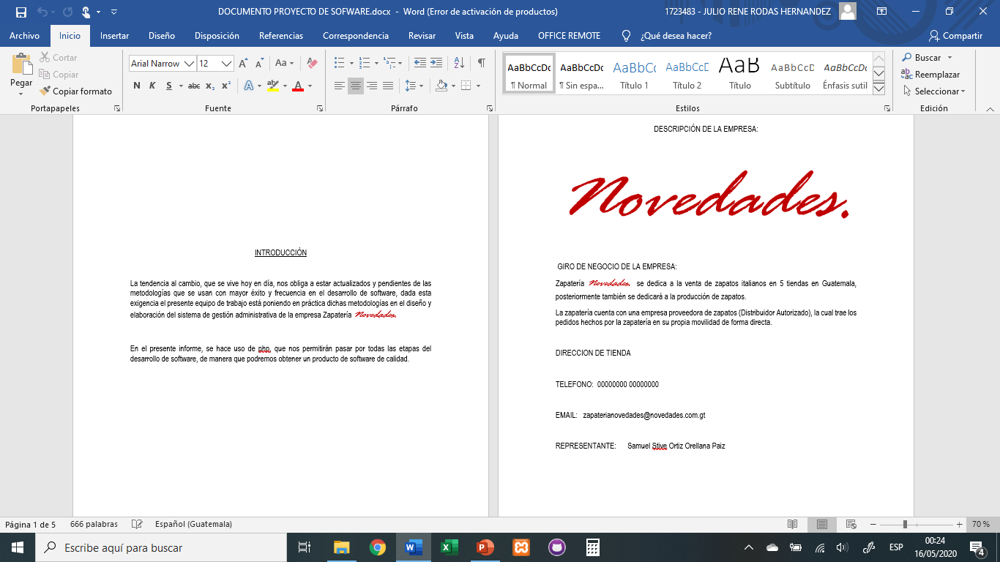 DOCUMENTO PROYECTO DE SOFWARE.docx - Word (Error de activación de productos)
1723483 - JULIO RENE RODAS HERNANDEZ
Archivo Inicio Insertar Diseño Disposición Referencias Correspondencia Revisar Vista Ayuda OFFICE REMOTE ¿Qué desea hacer? Compartir
Pegar
Cortar
Copiar
Copiar formato
Portapapeles
Arial Narrow 12 Aa
N K S abc x₂ x² A aby A
Fuente
Párrafo
AaBbCcDc AaBbCcDc AaBbCc AaBbCcD AaB AaBbCcD AaBbCcDc
¶ Normal ¶ Sin espa... Título 1 Título 2 Título Subtítulo Énfasis sutil
Estilos
Buscar
Reemplazar
Seleccionar
Edición
INTRODUCCIÓN
La tendencia al cambio, que se vive hoy en día, nos obliga a estar actualizados y pendientes de las
metodologías que se usan con mayor éxito y frecuencia en el desarrollo de software, dada esta
exigencia el presente equipo de trabajo está poniendo en práctica dichas metodologías en el diseño y
elaboración del sistema de gestión administrativa de la empresa Zapatería Novedades.
En el presente informe, se hace uso de php, que nos permitirán pasar por todas las etapas del
desarrollo de software, de manera que podremos obtener un producto de software de calidad.
DESCRIPCIÓN DE LA EMPRESA:
Novedades.
GIRO DE NEGOCIO DE LA EMPRESA:
Zapatería Novedades. se dedica a la venta de zapatos italianos en 5 tiendas en Guatemala,
posteriormente también se dedicará a la producción de zapatos.
La zapatería cuenta con una empresa proveedora de zapatos (Distribuidor Autorizado), la cual trae los
pedidos hechos por la zapatería en su propia movilidad de forma directa.
DIRECCION DE TIENDA
TELEFONO: 00000000 00000000
EMAIL: zapaterianovedades@novedades.com.gt
REPRESENTANTE: Samuel Stive Ortiz Orellana Paiz
Página 1 de 5 666 palabras Español (Guatemala) 70 %
Escribe aquí para buscar
ESP
00:24
16/05/2020
4